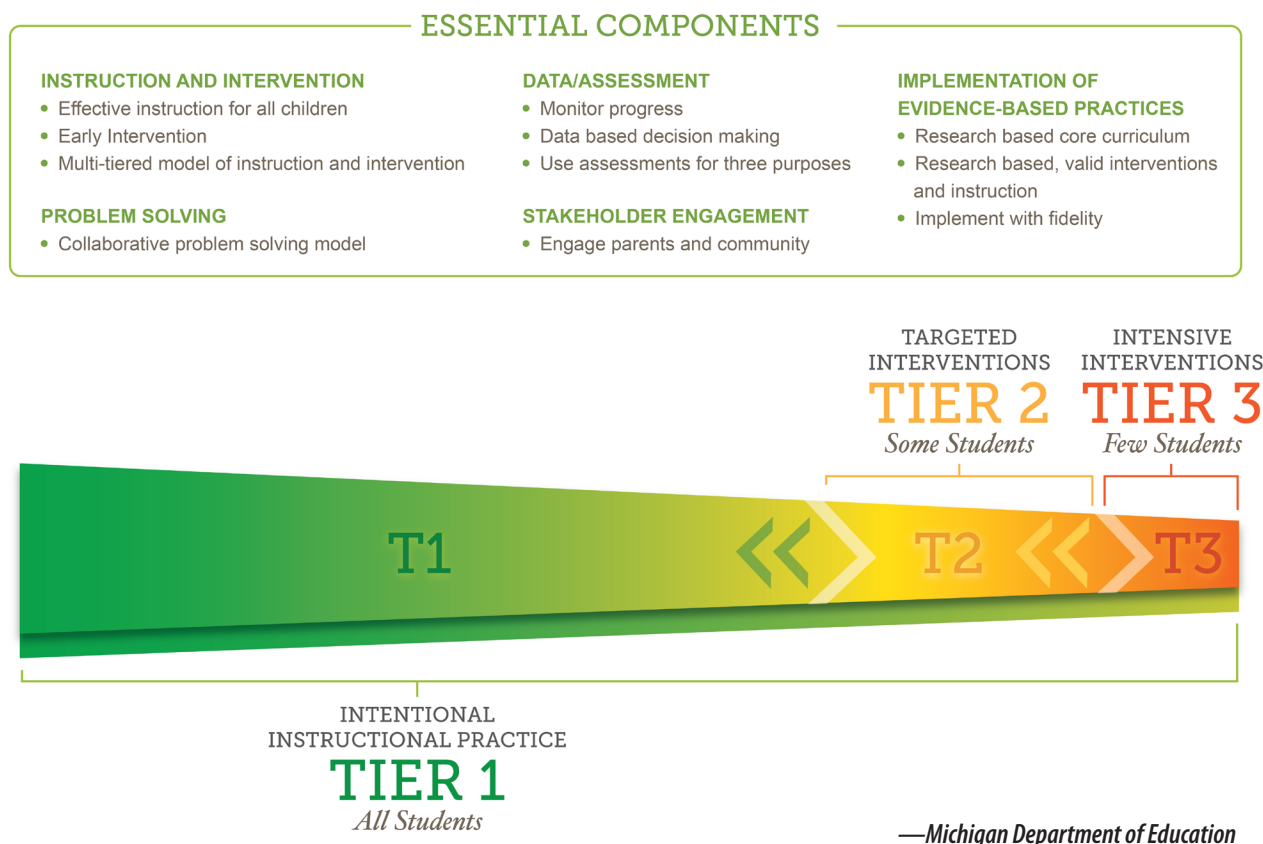 ESSENTIAL COMPONENTS
INSTRUCTION AND INTERVENTION
• Effective instruction for all children
• Early Intervention
• Multi-tiered model of instruction and intervention
PROBLEM SOLVING
• Collaborative problem solving model
DATA/ASSESSMENT
• Monitor progress
• Data based decision making
• Use assessments for three purposes
STAKEHOLDER ENGAGEMENT
• Engage parents and community
IMPLEMENTATION OF
EVIDENCE-BASED PRACTICES
• Research based core curriculum
• Research based, valid interventions
and instruction
• Implement with fidelity
TARGETED
INTERVENTIONS
TIER 2
Some Students
INTENSIVE
INTERVENTIONS
TIER 3
Few Students
T1
T2
T3
INTENTIONAL
INSTRUCTIONAL PRACTICE
TIER 1
All Students
—Michigan Department of Education